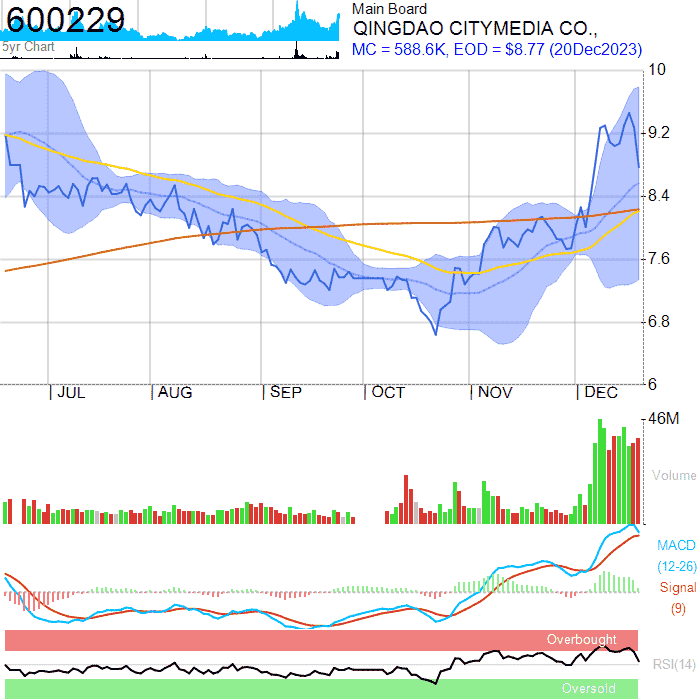 600229
5yr Chart
Main Board
QINGDAO CITYMEDIA CO.,
MC = 588.6K, EOD = $8.77 (20Dec2023)
10
9.2
8.4
7.6
6.8
6
JUL AUG SEP OCT NOV DEC
46M
Volume
MACD
(12-26)
Signal
(9)
Overbought
RSI(14)
Oversold